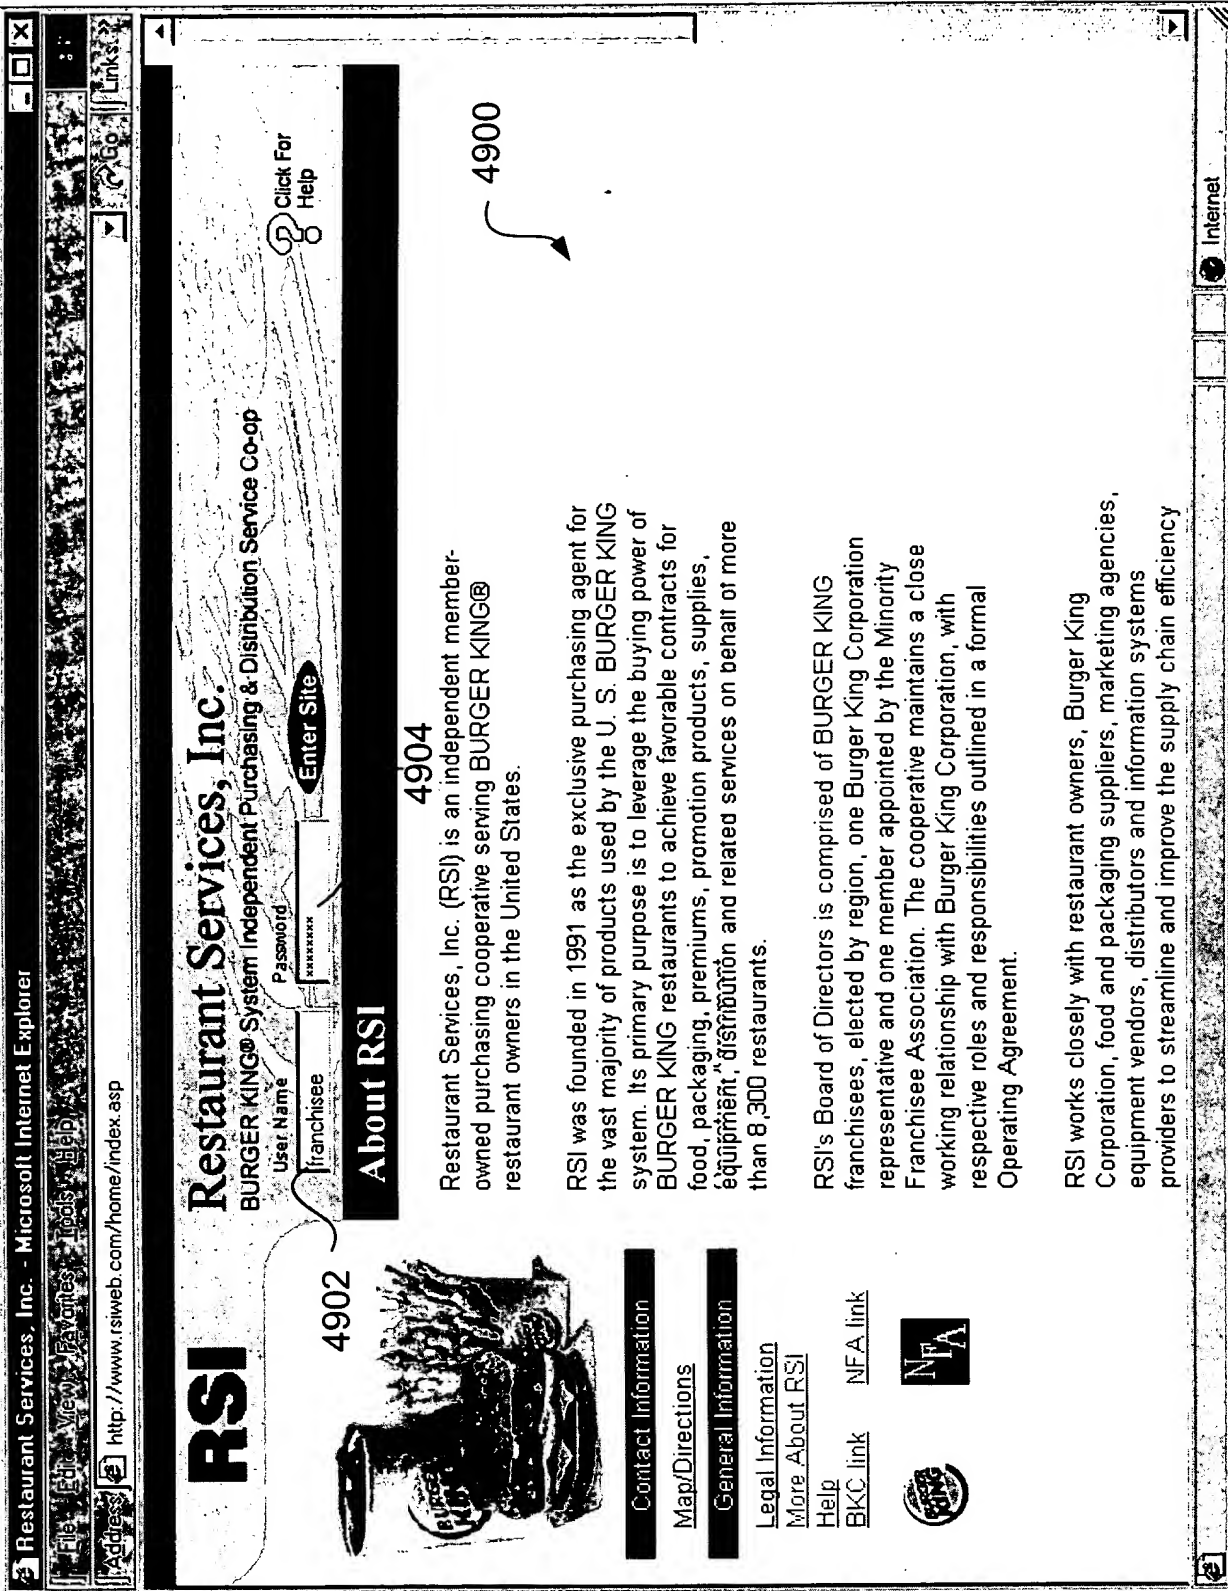 Restaurant Services, Inc. - Microsoft Internet Explorer
File Edit View Favorites Tools Help
Address http://www.rsiweb.com/home/index.asp Go Links »
RSI
Restaurant Services, Inc.
BURGER KING® System Independent Purchasing & Distribution Service Co-op
User Name Password
franchisee xxxxxxxx Enter Site
Click For
Help
4902
4904
4900
About RSI
BURGER
KING
Contact Information
Map/Directions
General Information
Legal Information
More About RSI
Help
BKC link NFA link
BURGER
KING
NFA
Restaurant Services, Inc. (RSI) is an independent member-
owned purchasing cooperative serving BURGER KING®
restaurant owners in the United States.
RSI was founded in 1991 as the exclusive purchasing agent for
the vast majority of products used by the U. S. BURGER KING
system. Its primary purpose is to leverage the buying power of
BURGER KING restaurants to achieve favorable contracts for
food, packaging, premiums, promotion products, supplies,
equipment, distribution and related services on behalf of more
than 8,300 restaurants.
RSI's Board of Directors is comprised of BURGER KING
franchisees, elected by region, one Burger King Corporation
representative and one member appointed by the Minority
Franchisee Association. The cooperative maintains a close
working relationship with Burger King Corporation, with
respective roles and responsibilities outlined in a formal
Operating Agreement.
RSI works closely with restaurant owners, Burger King
Corporation, food and packaging suppliers, marketing agencies,
equipment vendors, distributors and information systems
providers to streamline and improve the supply chain efficiency
Internet